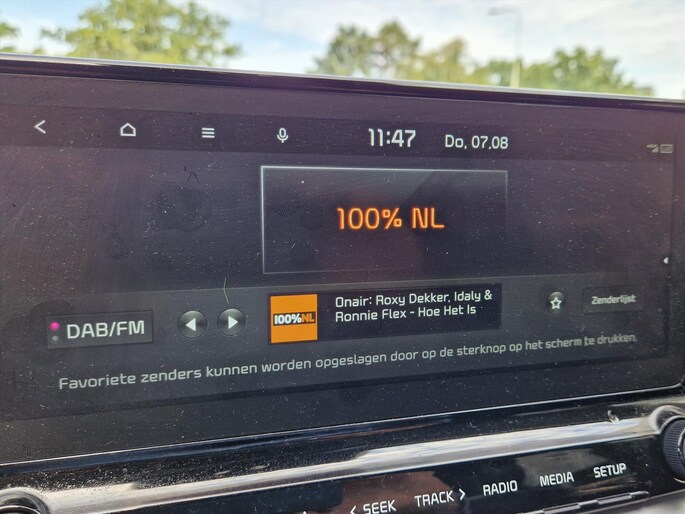 11:47 Do, 07.08
100% NL
DAB/FM
100%NL
Onair: Roxy Dekker, Idaly &
Ronnie Flex - Hoe Het Is
Zenderlijst
Favoriete zenders kunnen worden opgeslagen door op de sterknop op het scherm te drukken.
< SEEK TRACK > RADIO MEDIA SETUP